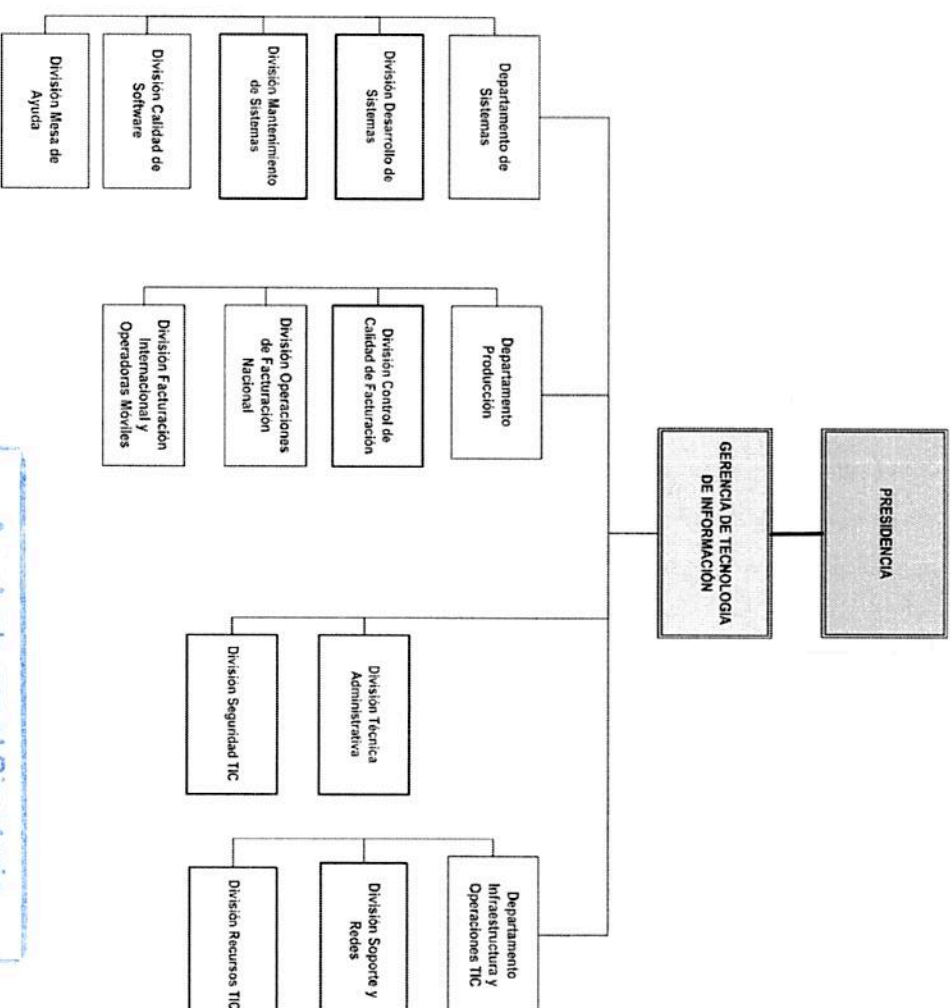 PRESIDENCIA
GERENCIA DE TECNOLOGIA
DE INFORMACIÓN
Departamento de
Sistemas
División Desarrollo de
Sistemas
División Mantenimiento
de Sistemas
División Calidad de
Software
División Mesa de
Ayuda
Departamento
Producción
División Control de
Calidad de Facturación
División Operaciones
de Facturación
Nacional
División Facturación
Internacional y
Operadoras Móviles
División Técnica
Administrativa
División Seguridad TIC
Departamento
Infraestructura y
Operaciones TIC
División Soporte y
Redes
División Recursos TIC